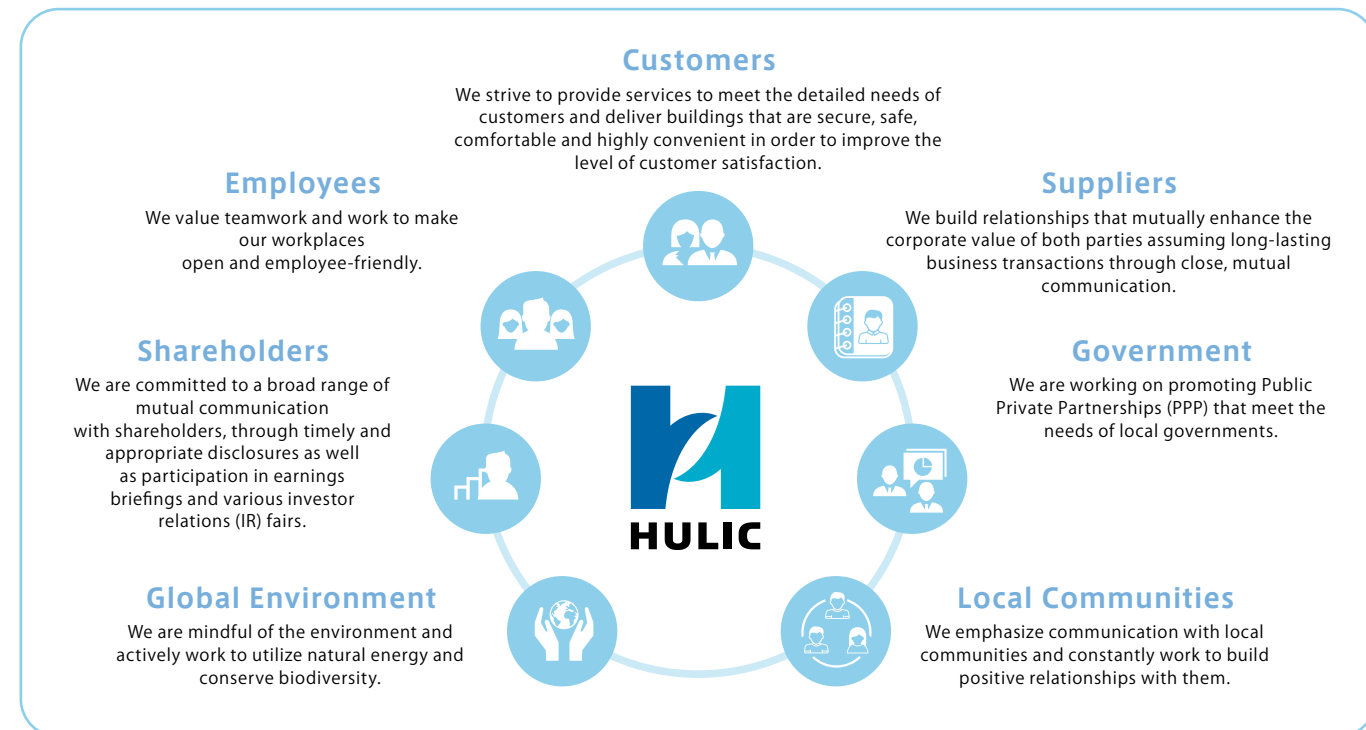 Customers
We strive to provide services to meet the detailed needs of
customers and deliver buildings that are secure, safe,
comfortable and highly convenient in order to improve the
level of customer satisfaction.
Employees
We value teamwork and work to make
our workplaces
open and employee-friendly.
Suppliers
We build relationships that mutually enhance the
corporate value of both parties assuming long-lasting
business transactions through close, mutual
communication.
Shareholders
We are committed to a broad range of
mutual communication
with shareholders, through timely and
appropriate disclosures as well
as participation in earnings
briefings and various investor
relations (IR) fairs.
Government
We are working on promoting Public
Private Partnerships (PPP) that meet the
needs of local governments.
HULIC
Global Environment
We are mindful of the environment and
actively work to utilize natural energy and
conserve biodiversity.
Local Communities
We emphasize communication with local
communities and constantly work to build
positive relationships with them.